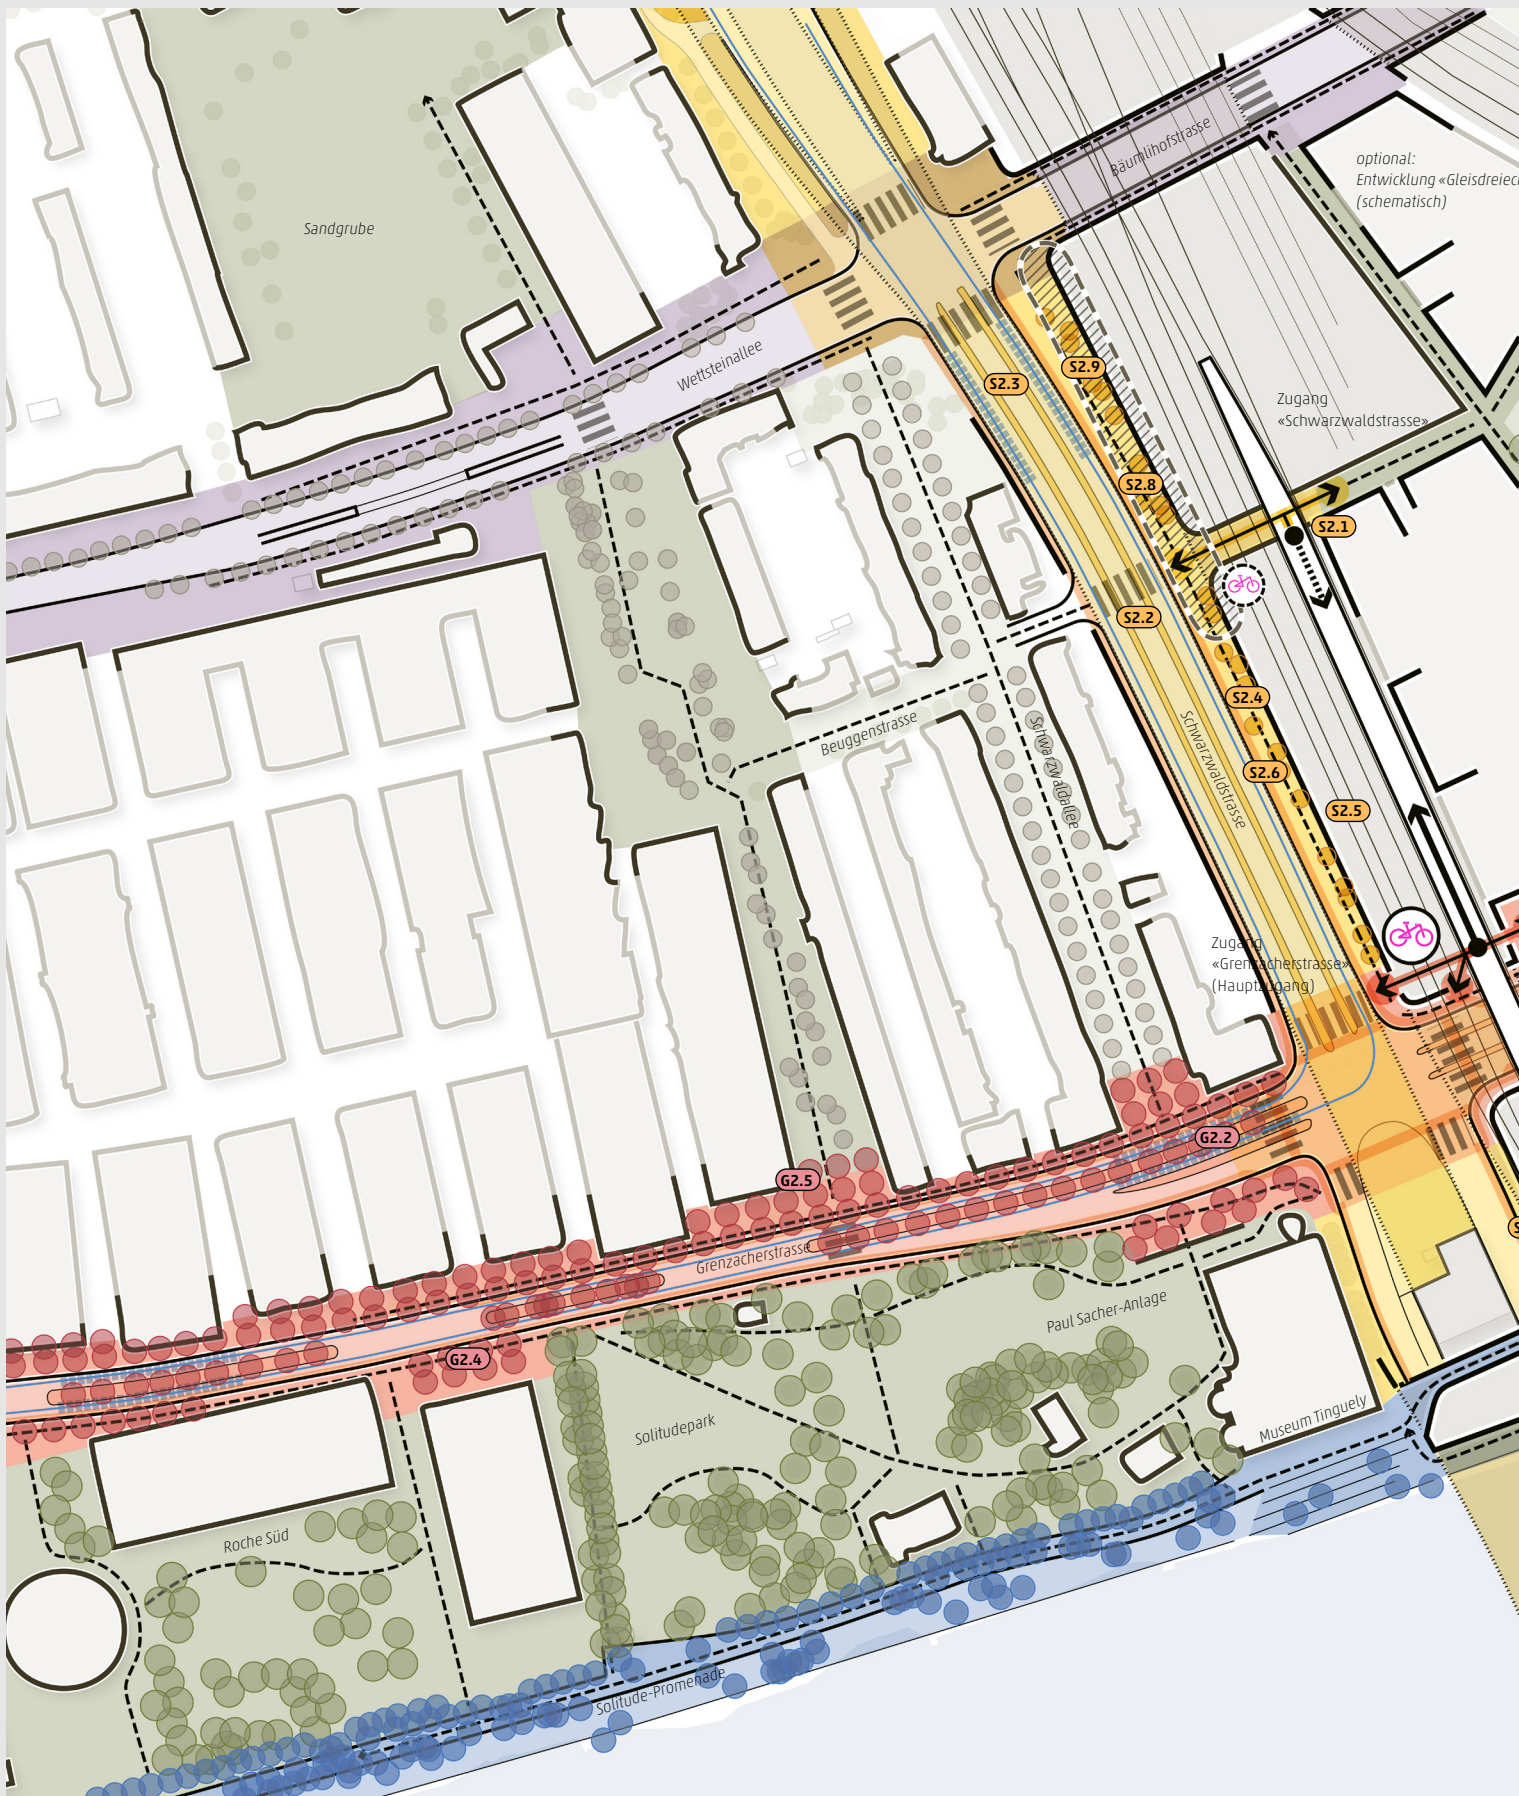 Bäumlihofstrasse
optional:
Entwicklung «Gleisdreiec
(schematisch)
Sandgrube
Wettsteinallee
S2.9
S2.3
Zugang
«Schwarzwaldstrasse»
S2.8
S2.1
S2.2
S2.4
Beuggenstrasse
Schwarzwaldallee
Schwarzwaldstrasse
S2.6
S2.5
Zugang
«Grenzacherstrasse»
(Hauptzugang)
G2.2
G2.5
S
Grenzacherstrasse
Paul Sacher-Anlage
G2.4
Solitudepark
Museum Tinguely
Roche Süd
Solitude-Promenade